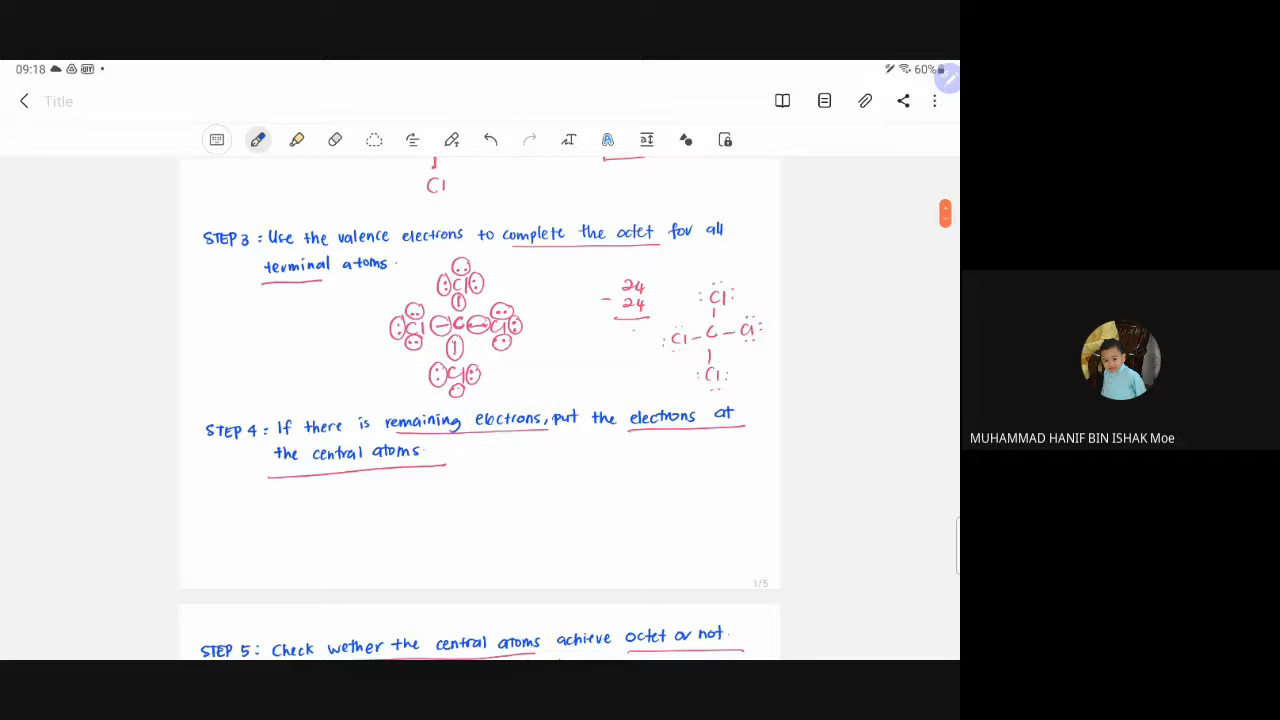 09:18
60%
Title
Cl
STEP 3 : Use the valence electrons to complete the octet for all
terminal atoms.
Cl
Cl - C - Cl
Cl
24
- 24
Cl
Cl - C - Cl
Cl
STEP 4 : If there is remaining electrons, put the electrons at
the central atoms.
1/5
STEP 5 : Check wether the central atoms achieve octet or not.
MUHAMMAD HANIF BIN ISHAK Moe